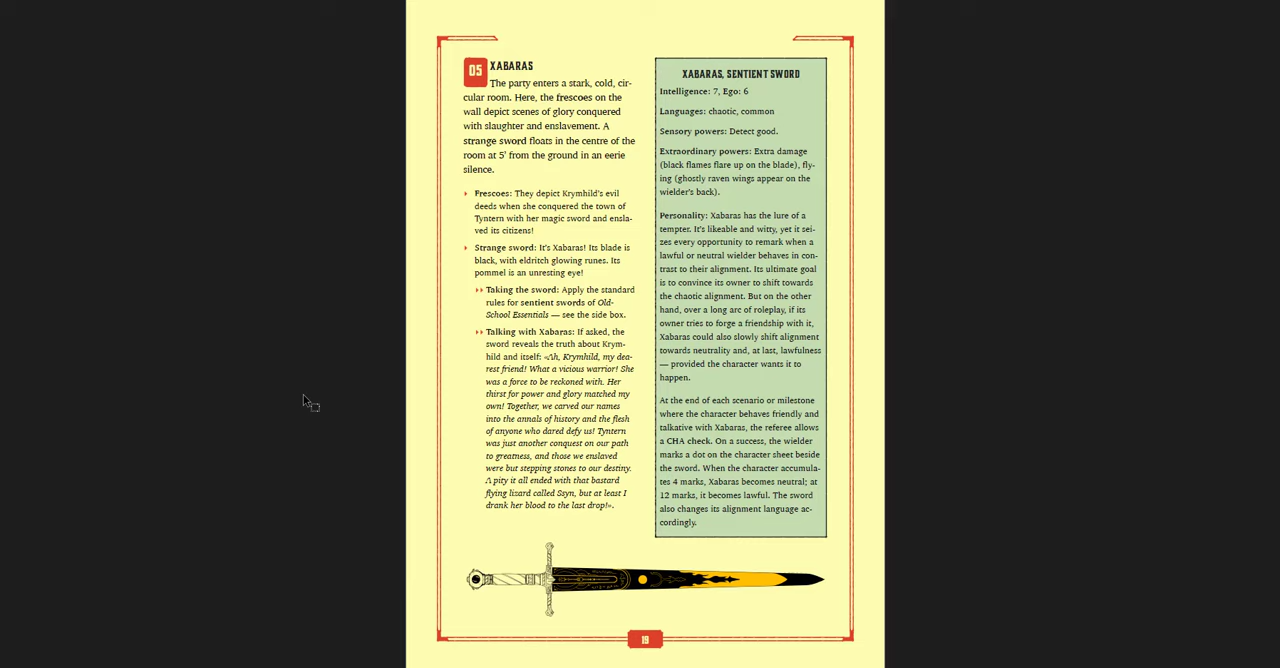 05 XABARAS
The party enters a stark, cold, cir-
cular room. Here, the frescoes on the
wall depict scenes of glory conquered
with slaughter and enslavement. A
strange sword floats in the centre of the
room at 5' from the ground in an eerie
silence.
Frescoes: They depict Krymhild's evil
deeds when she conquered the town of
Tyntern with her magic sword and ensla-
ved its citizens!
Strange sword: It's Xabaras! Its blade is
black, with eldritch glowing runes. Its
pommel is an unresting eye!
Taking the sword: Apply the standard
rules for sentient swords of Old-
School Essentials — see the side box.
Talking with Xabaras: If asked, the
sword reveals the truth about Krym-
hild and itself: «Ah, Krymhild, my dea-
rest friend! What a vicious warrior! She
was a force to be reckoned with. Her
thirst for power and glory matched my
own! Together, we carved our names
into the annals of history and the flesh
of anyone who dared defy us! Tyntern
was just another conquest on our path
to greatness, and those we enslaved
were but stepping stones to our destiny.
A pity it all ended with that bastard
flying lizard called Ssyn, but at least I
drank her blood to the last drop!».
XABARAS, SENTIENT SWORD
Intelligence: 7, Ego: 6
Languages: chaotic, common
Sensory powers: Detect good.
Extraordinary powers: Extra damage
(black flames flare up on the blade), fly-
ing (ghostly raven wings appear on the
wielder's back).
Personality: Xabaras has the lure of a
tempter. It's likeable and witty, yet it sei-
zes every opportunity to remark when a
lawful or neutral wielder behaves in con-
trast to their alignment. Its ultimate goal
is to convince its owner to shift towards
the chaotic alignment. But on the other
hand, over a long arc of roleplay, if its
owner tries to forge a friendship with it,
Xabaras could also slowly shift alignment
towards neutrality and, at last, lawfulness
— provided the character wants it to
happen.
At the end of each scenario or milestone
where the character behaves friendly and
talkative with Xabaras, the referee allows
a CHA check. On a success, the wielder
marks a dot on the character sheet beside
the sword. When the character accumula-
tes 4 marks, Xabaras becomes neutral; at
12 marks, it becomes lawful. The sword
also changes its alignment language ac-
cordingly.
19